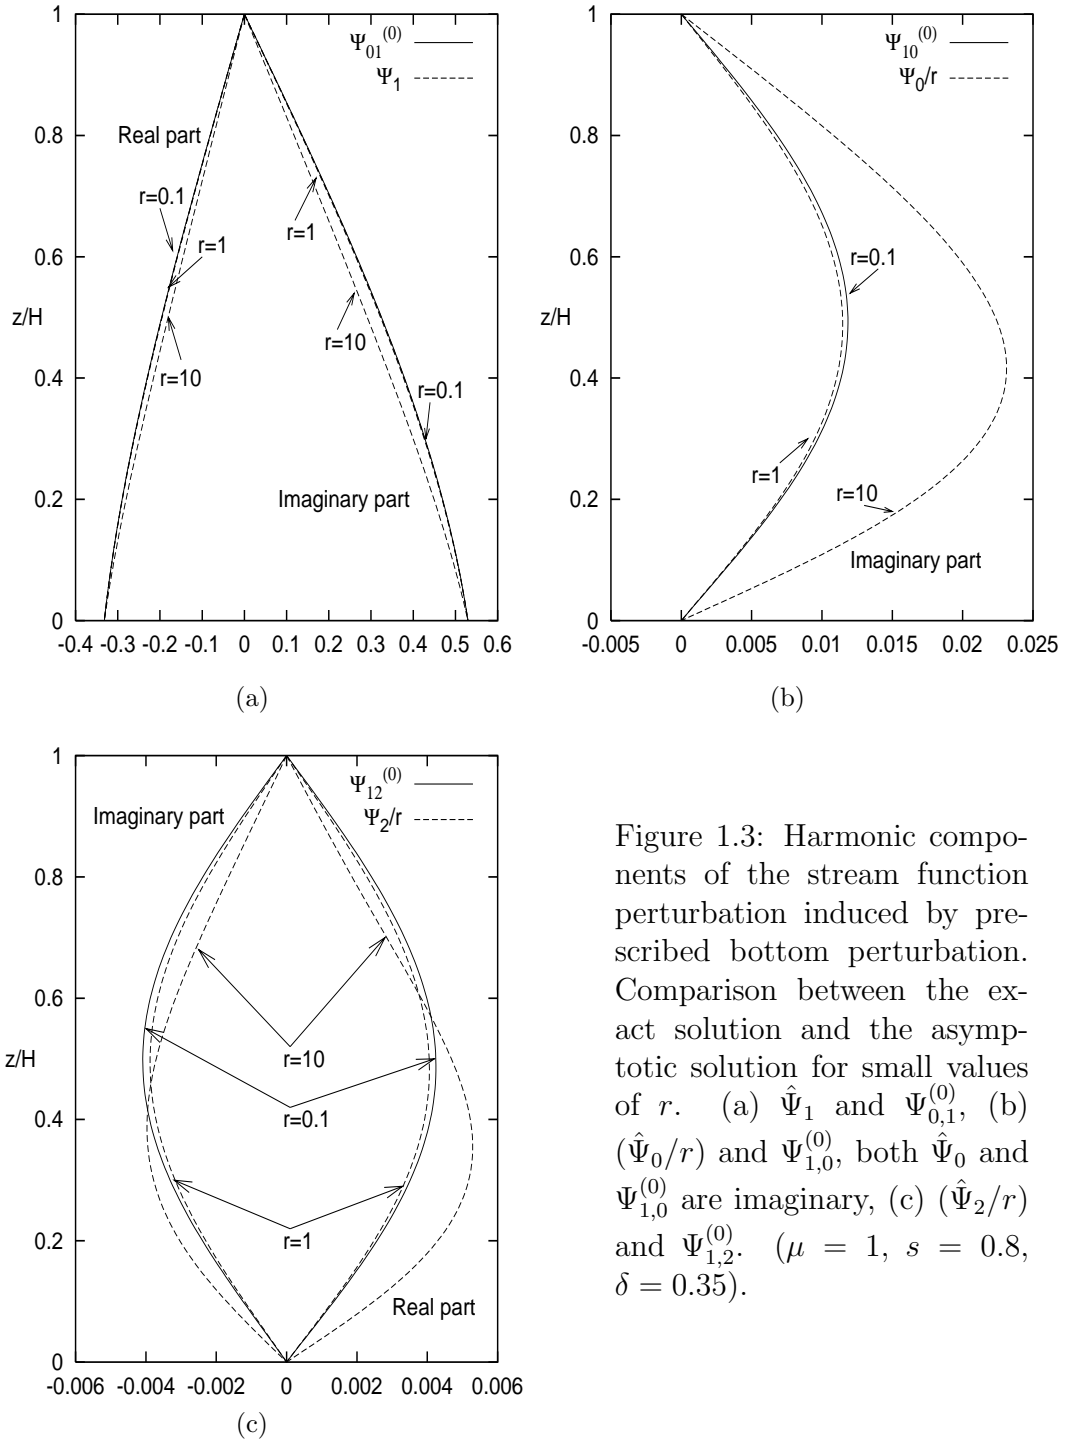 1
0.8
0.6
z/H
0.4
0.2
0
-0.4 -0.3 -0.2 -0.1 0 0.1 0.2 0.3 0.4 0.5 0.6
Ψ01(0)
Ψ1
Real part
r=0.1
r=1
r=1
r=10
r=10
r=0.1
Imaginary part
(a)
1
0.8
0.6
z/H
0.4
0.2
0
-0.005 0 0.005 0.01 0.015 0.02 0.025
Ψ10(0)
Ψ0/r
r=0.1
r=1
r=10
Imaginary part
(b)
1
0.8
0.6
z/H
0.4
0.2
0
-0.006 -0.004 -0.002 0 0.002 0.004 0.006
Ψ12(0)
Ψ2/r
Imaginary part
r=10
r=0.1
r=1
Real part
(c)
Figure 1.3: Harmonic compo-
nents of the stream function
perturbation induced by pre-
scribed bottom perturbation.
Comparison between the ex-
act solution and the asymp-
totic solution for small values
of r. (a) Ψ̂1 and Ψ0,1(0), (b)
(Ψ̂0/r) and Ψ1,0(0), both Ψ̂0 and
Ψ1,0(0) are imaginary, (c) (Ψ̂2/r)
and Ψ1,2(0). (μ = 1, s = 0.8,
δ = 0.35).